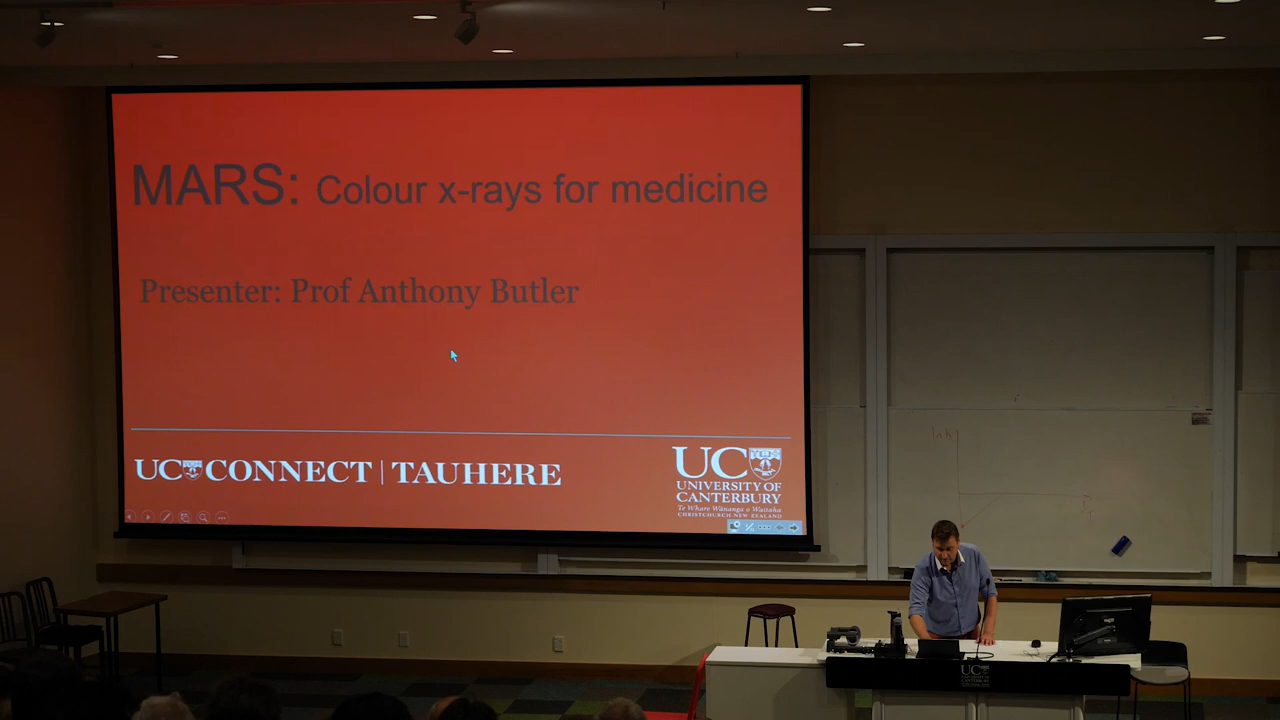 MARS: Colour x-rays for medicine
Presenter: Prof Anthony Butler
UC CONNECT | TAUHERE
UC
UNIVERSITY OF
CANTERBURY
Te Whare Wānanga o Waitaha
CHRISTCHURCH NEW ZEALAND
UC